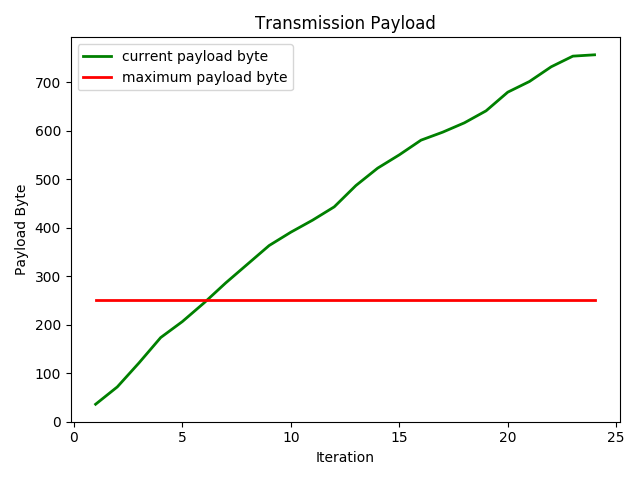 Transmission Payload
current payload byte
maximum payload byte
Payload Byte
700
600
500
400
300
200
100
0
0 5 10 15 20 25
Iteration